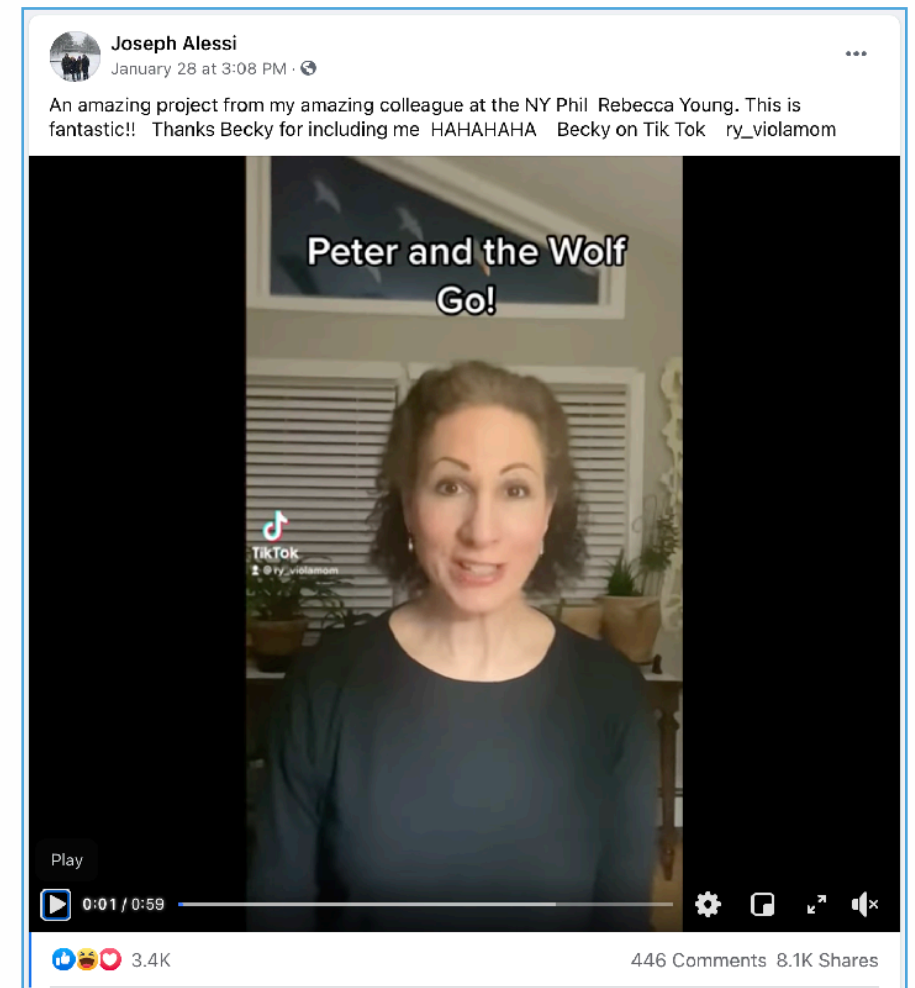 Joseph Alessi
January 28 at 3:08 PM ·
An amazing project from my amazing colleague at the NY Phil Rebecca Young. This is
fantastic!! Thanks Becky for including me HAHAHAHA Becky on Tik Tok ry_violamom
Peter and the Wolf
Go!
TikTok
@ry_violamom
Play
0:01 / 0:59
3.4K 446 Comments 8.1K Shares